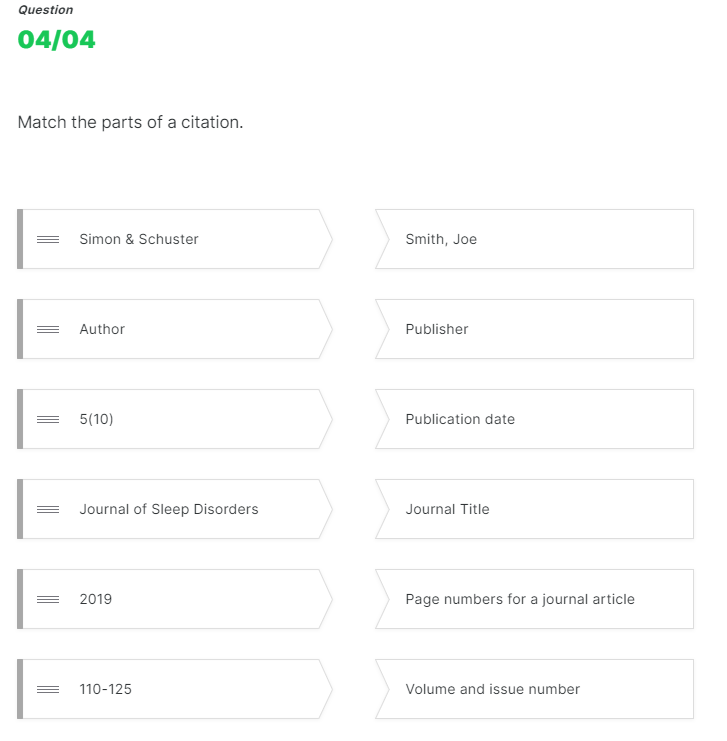 Question
04/04
Match the parts of a citation.
Simon & Schuster
Smith, Joe
Author
Publisher
5(10)
Publication date
Journal of Sleep Disorders
Journal Title
2019
Page numbers for a journal article
110-125
Volume and issue number